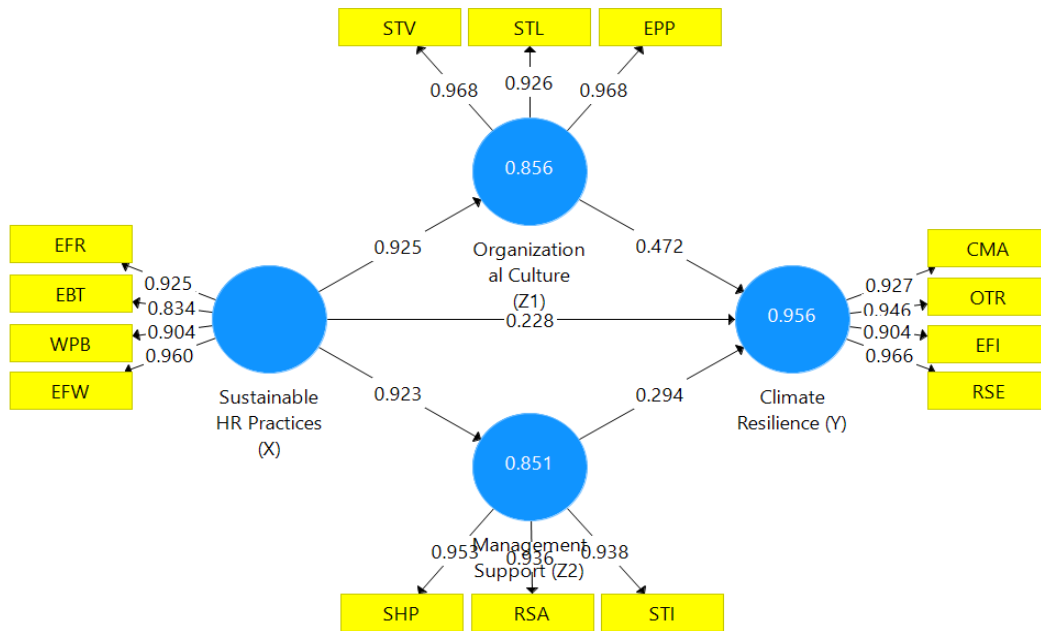 STV STL EPP
0.968 0.926 0.968
0.856
EFR
EBT
WPB
EFW
0.925
0.834
0.904
0.960
0.925
Organization
al Culture
(Z1)
0.472
0.228
0.956
CMA
OTR
EFI
RSE
0.927
0.946
0.904
0.966
Sustainable
HR Practices
(X)
0.923
0.294
Climate
Resilience (Y)
0.851
Management
Support (Z2)
0.953 0.936 0.938
SHP RSA STI